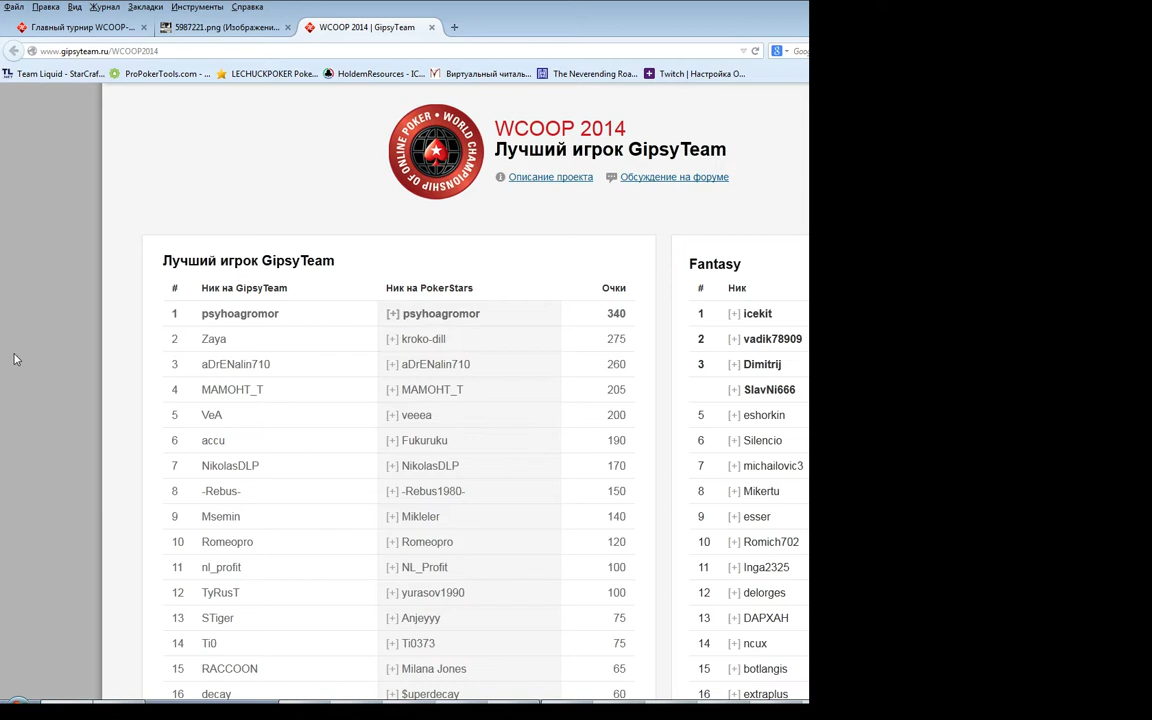 Файл Правка Вид Журнал Закладки Инструменты Справка
Главный турнир WCOOP-... × 5987221.png (Изображени... × WCOOP 2014 | GipsyTeam × +
www.gipsyteam.ru/WCOOP2014
Team Liquid - StarCraf... ProPokerTools.com - ... LECHUCKPOKER Poke... HoldemResources - IC... Виртуальный читаль... The Neverending Roa... Twitch | Настройка О...
WORLD CHAMPIONSHIP OF ONLINE POKER
WCOOP 2014
Лучший игрок GipsyTeam
Описание проекта Обсуждение на форуме
Лучший игрок GipsyTeam
# Ник на GipsyTeam Ник на PokerStars Очки
1 psyhoagromor [+] psyhoagromor 340
2 Zaya [+] kroko-dill 275
3 aDrENalin710 [+] aDrENalin710 260
4 MAMOHT_T [+] MAMOHT_T 205
5 VeA [+] veeea 200
6 accu [+] Fukuruku 190
7 NikolasDLP [+] NikolasDLP 170
8 -Rebus- [+] -Rebus1980- 150
9 Msemin [+] Mikleler 140
10 Romeopro [+] Romeopro 120
11 nl_profit [+] NL_Profit 100
12 TyRusT [+] yurasov1990 100
13 STiger [+] Anjeyyy 75
14 Ti0 [+] Ti0373 75
15 RACCOON [+] Milana Jones 65
16 decay [+] $uperdecay 60
Fantasy
# Ник
1 [+] icekit
2 [+] vadik78909
3 [+] Dimitrij
[+] $lavNi666
5 [+] eshorkin
6 [+] Silencio
7 [+] michailovic3
8 [+] Mikertu
9 [+] esser
10 [+] Romich702
11 [+] Inga2325
12 [+] delorges
13 [+] DAPXAH
14 [+] ncux
15 [+] botlangis
16 [+] extraplus